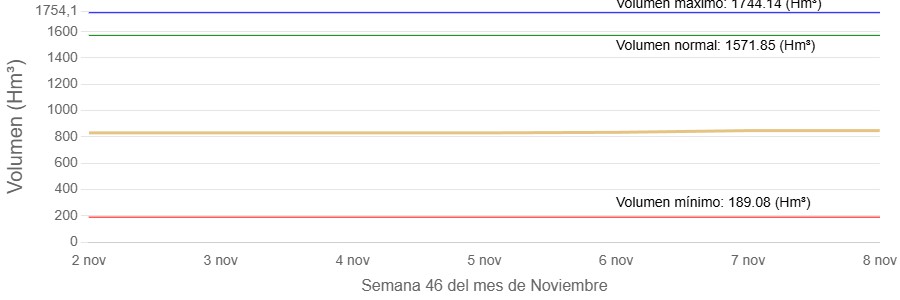 Volumen máximo: 1744.14 (Hm³)
1754,1
1600
Volumen normal: 1571.85 (Hm³)
1400
1200
1000
800
600
400
Volumen mínimo: 189.08 (Hm³)
200
0
Volumen (Hm³)
2 nov 3 nov 4 nov 5 nov 6 nov 7 nov 8 nov
Semana 46 del mes de Noviembre